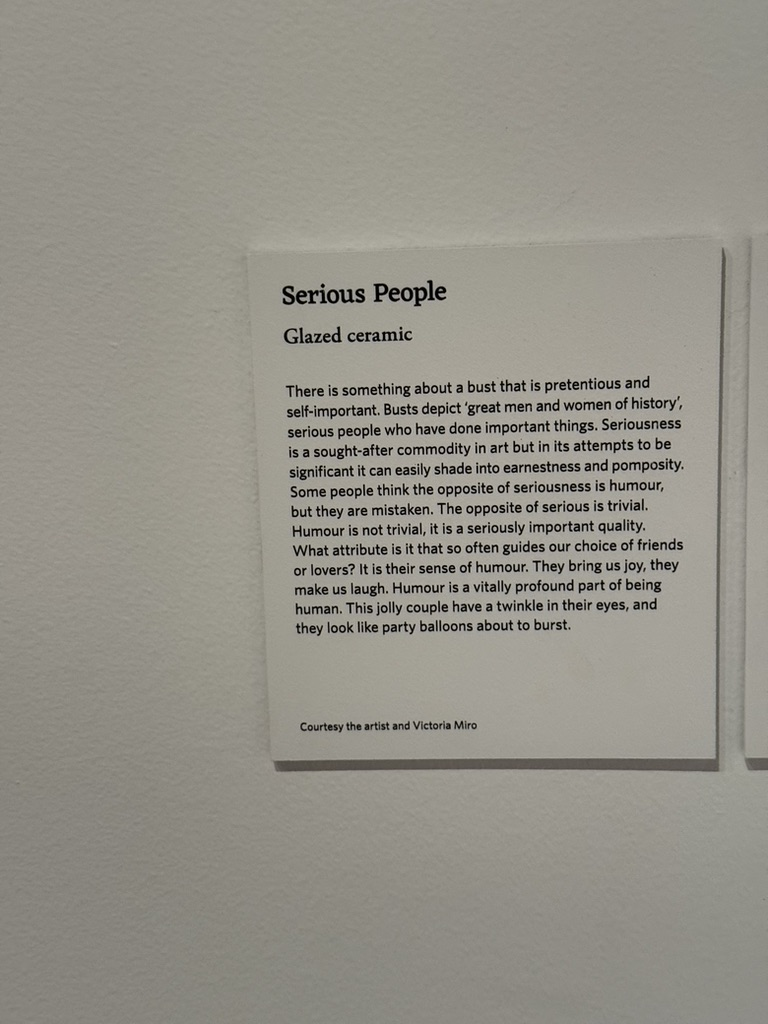 Serious People
Glazed ceramic
There is something about a bust that is pretentious and
self-important. Busts depict ‘great men and women of history’,
serious people who have done important things. Seriousness
is a sought-after commodity in art but in its attempts to be
significant it can easily shade into earnestness and pomposity.
Some people think the opposite of seriousness is humour,
but they are mistaken. The opposite of serious is trivial.
Humour is not trivial, it is a seriously important quality.
What attribute is it that so often guides our choice of friends
or lovers? It is their sense of humour. They bring us joy, they
make us laugh. Humour is a vitally profound part of being
human. This jolly couple have a twinkle in their eyes, and
they look like party balloons about to burst.
Courtesy the artist and Victoria Miro